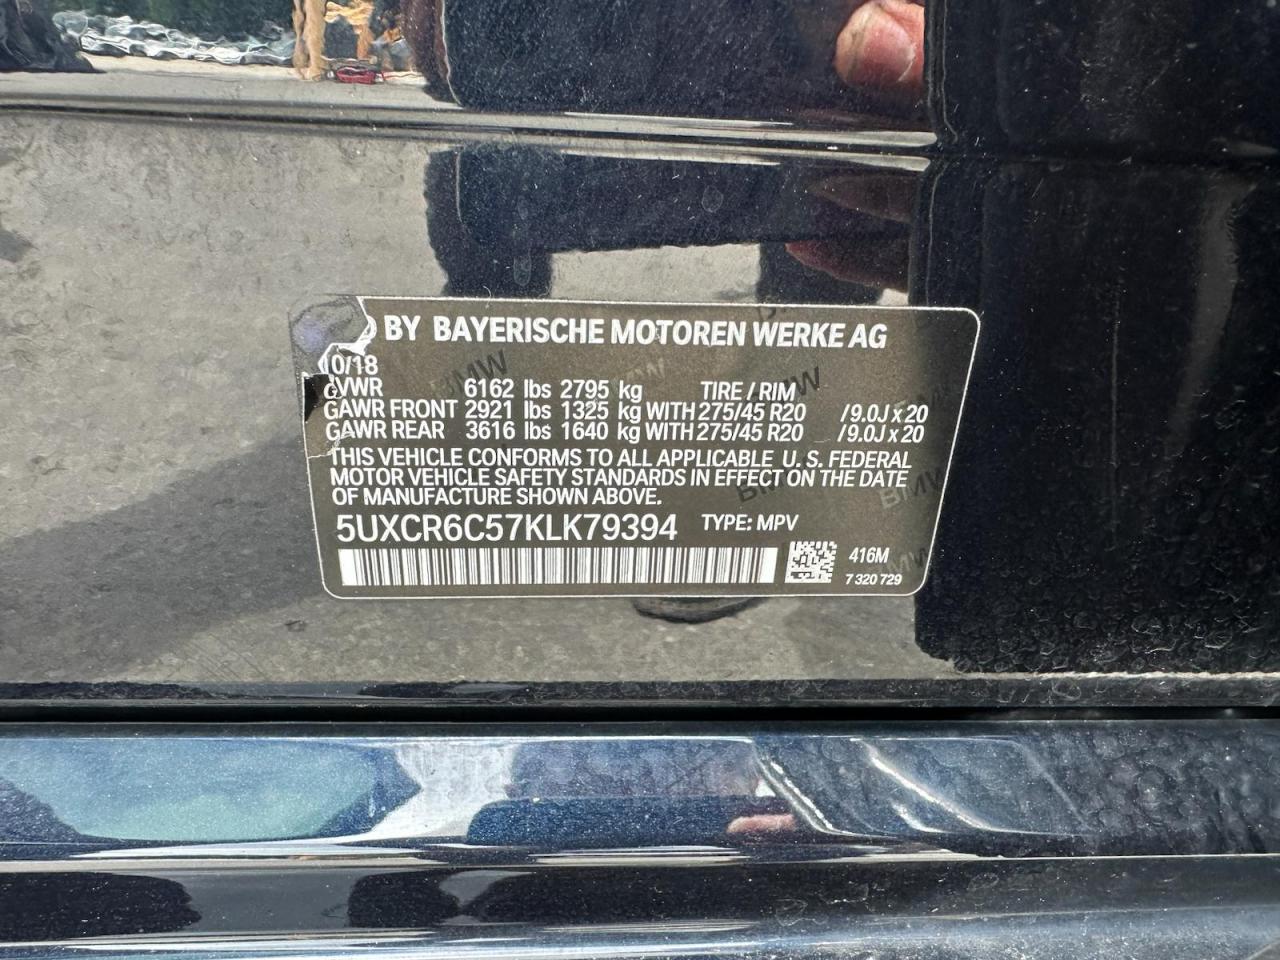 BY BAYERISCHE MOTOREN WERKE AG
10/18
GVWR 6162 lbs 2795 kg TIRE / RIM
GAWR FRONT 2921 lbs 1325 kg WITH 275/45 R20 / 9.0J x 20
GAWR REAR 3616 lbs 1640 kg WITH 275/45 R20 / 9.0J x 20
THIS VEHICLE CONFORMS TO ALL APPLICABLE U. S. FEDERAL
MOTOR VEHICLE SAFETY STANDARDS IN EFFECT ON THE DATE
OF MANUFACTURE SHOWN ABOVE.
5UXCR6C57KLK79394 TYPE: MPV
416M
7 320 729